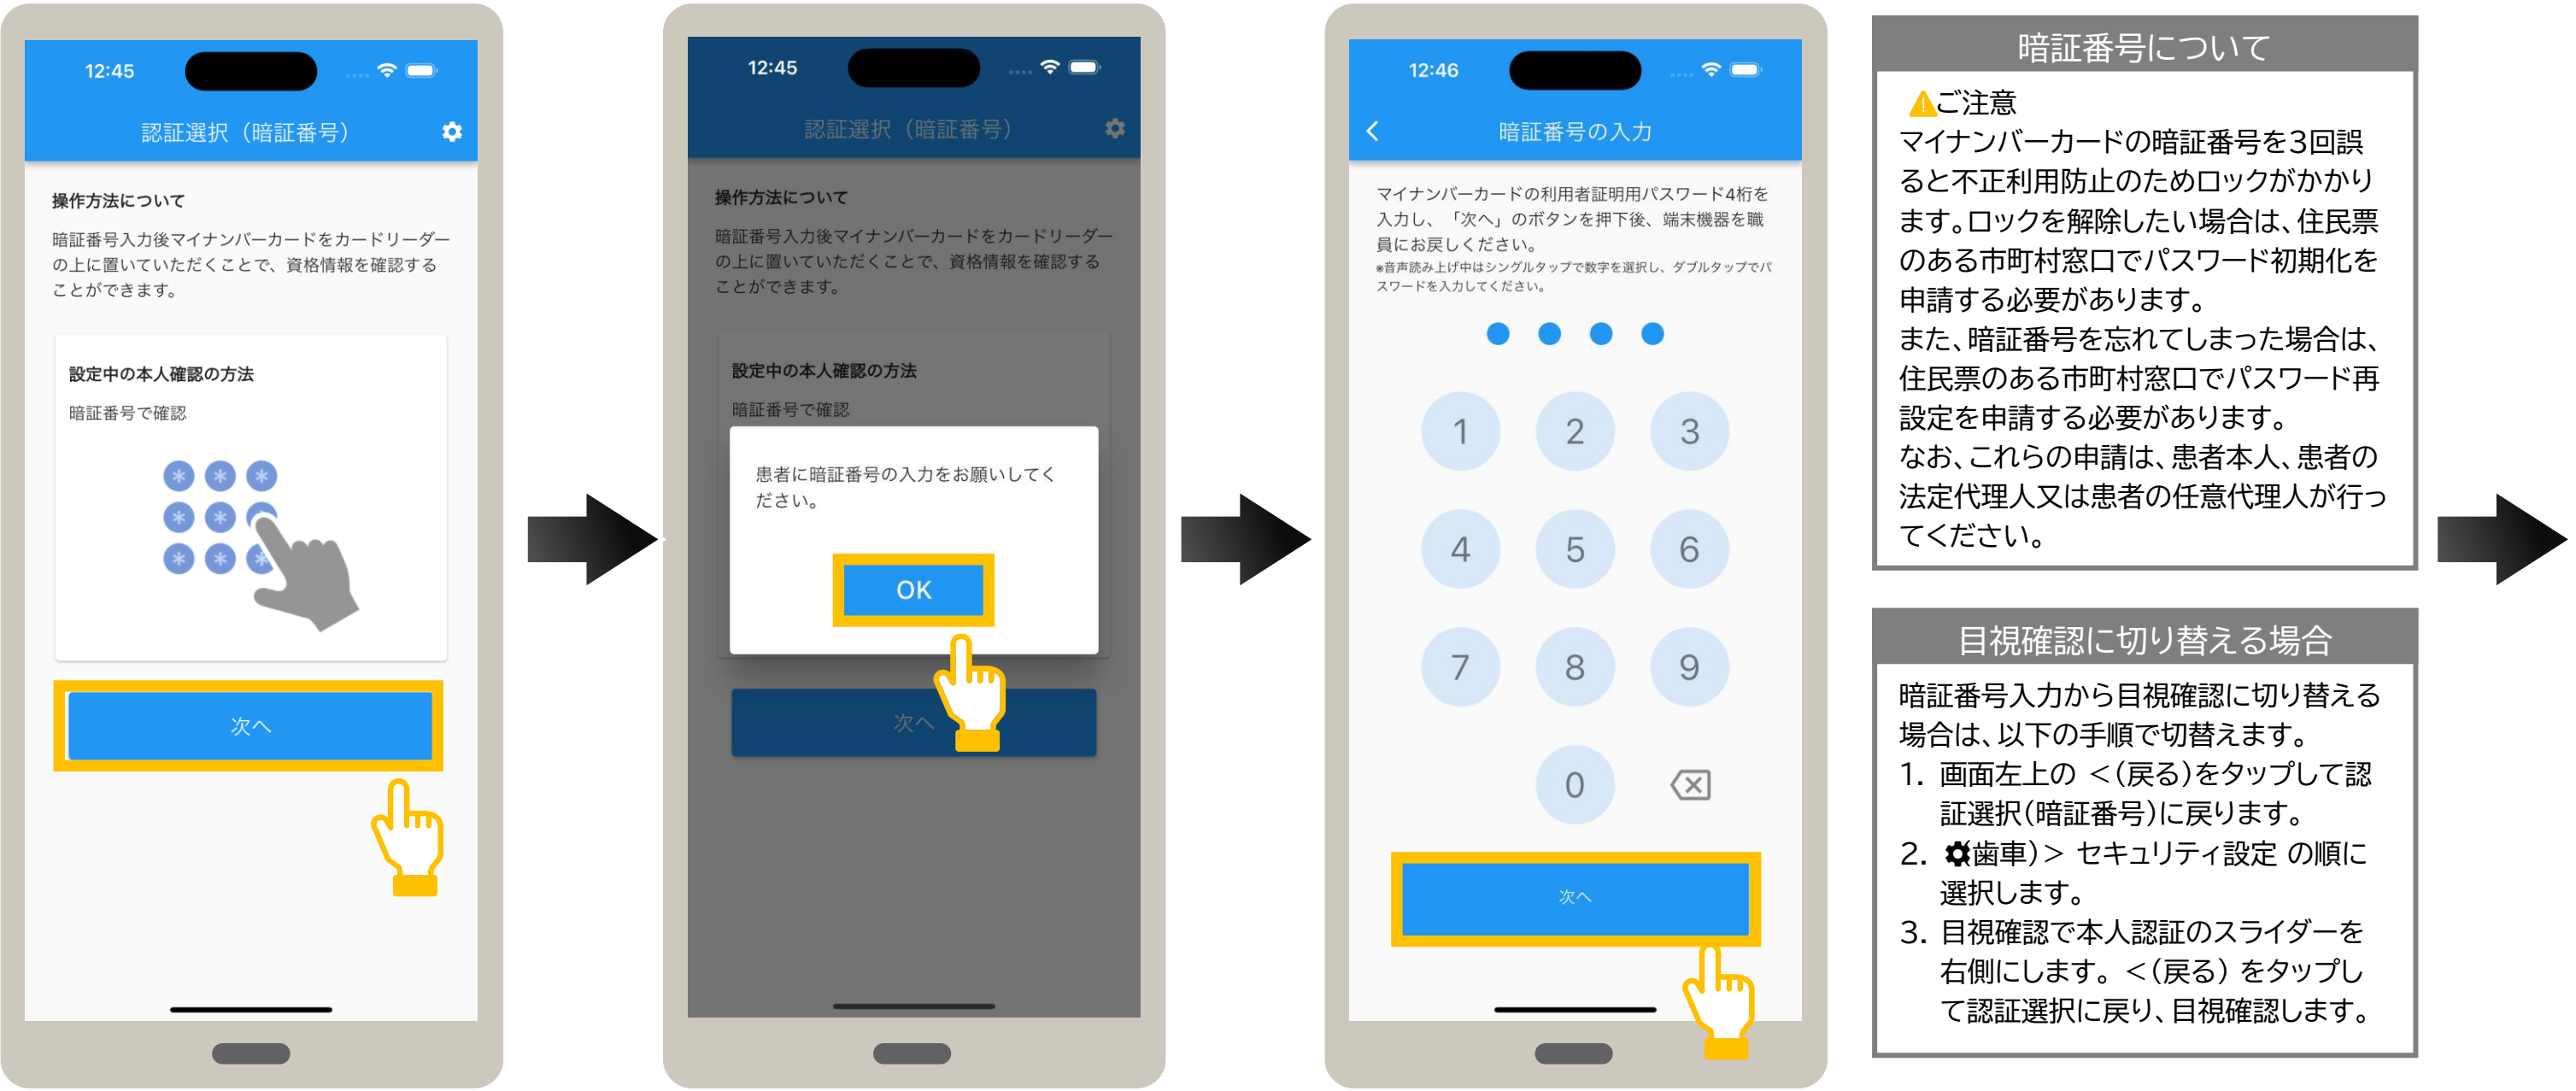 12:45
認証選択（暗証番号）
操作方法について
暗証番号入力後マイナンバーカードをカードリーダー
の上に置いていただくことで、資格情報を確認する
ことができます。
設定中の本人確認の方法
暗証番号で確認
* * *
* * *
* * *
次へ
12:45
認証選択（暗証番号）
操作方法について
暗証番号入力後マイナンバーカードをカードリーダー
の上に置いていただくことで、資格情報を確認する
ことができます。
設定中の本人確認の方法
暗証番号で確認
患者に暗証番号の入力をお願いしてく
ださい。
OK
次へ
12:46
暗証番号の入力
マイナンバーカードの利用者証明用パスワード4桁を
入力し、「次へ」のボタンを押下後、端末機器を職
員にお戻しください。
※音声読み上げ中はシングルタップで数字を選択し、ダブルタップでパ
スワードを入力してください。
1 2 3
4 5 6
7 8 9
0
次へ
暗証番号について
ご注意
マイナンバーカードの暗証番号を3回誤
ると不正利用防止のためロックがかかり
ます。ロックを解除したい場合は、住民票
のある市町村窓口でパスワード初期化を
申請する必要があります。
また、暗証番号を忘れてしまった場合は、
住民票のある市町村窓口でパスワード再
設定を申請する必要があります。
なお、これらの申請は、患者本人、患者の
法定代理人又は患者の任意代理人が行っ
てください。
目視確認に切り替える場合
暗証番号入力から目視確認に切り替える
場合は、以下の手順で切替えます。
1. 画面左上の ＜(戻る)をタップして認
証選択(暗証番号)に戻ります。
2. (歯車)＞ セキュリティ設定 の順に
選択します。
3. 目視確認で本人認証のスライダーを
右側にします。＜(戻る) をタップし
て認証選択に戻り、目視確認します。